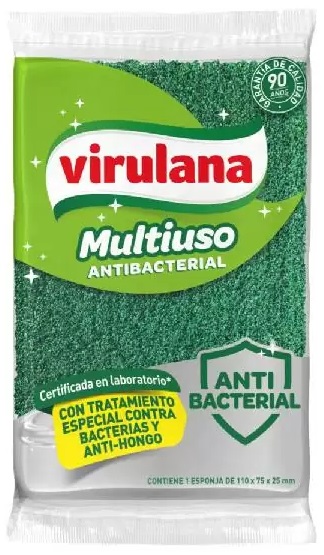 GARANTÍA DE CALIDAD
90
AÑOS
virulana
Multiuso
ANTIBACTERIAL
Certificada en laboratorio*
CON TRATAMIENTO
ESPECIAL CONTRA
BACTERIAS Y
ANTI-HONGO
ANTI
BACTERIAL
CONTIENE 1 ESPONJA DE 110 x 75 x 25 mm